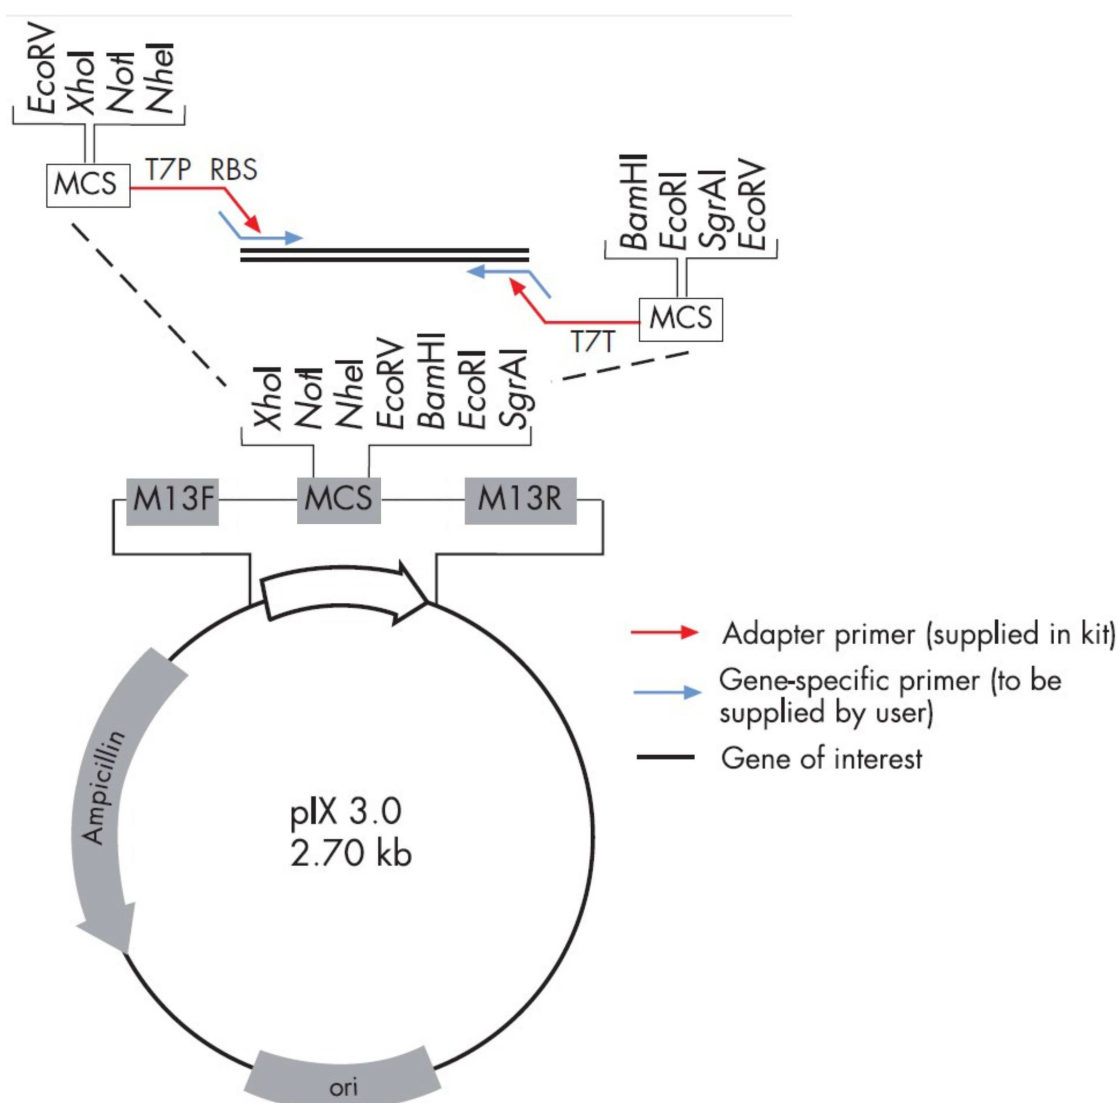 EcoRV
XhoI
NotI
NheI
MCS
T7P RBS
BamHI
EcoRI
SgrAI
EcoRV
MCS
T7T
XhoI
NotI
NheI
EcoRV
BamHI
EcoRI
SgrAI
M13F
MCS
M13R
Ampicillin
pIX 3.0
2.70 kb
ori
Adapter primer (supplied in kit)
Gene-specific primer (to be
supplied by user)
Gene of interest